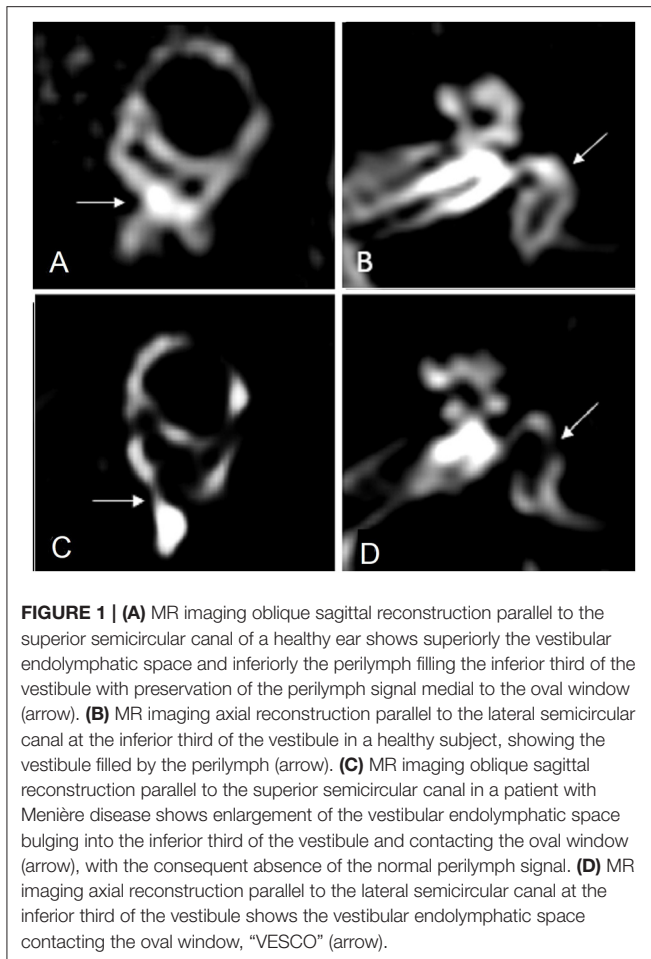 A
B
C
D
FIGURE 1 | (A) MR imaging oblique sagittal reconstruction parallel to the
superior semicircular canal of a healthy ear shows superiorly the vestibular
endolymphatic space and inferiorly the perilymph filling the inferior third of the
vestibule with preservation of the perilymph signal medial to the oval window
(arrow). (B) MR imaging axial reconstruction parallel to the lateral semicircular
canal at the inferior third of the vestibule in a healthy subject, showing the
vestibule filled by the perilymph (arrow). (C) MR imaging oblique sagittal
reconstruction parallel to the superior semicircular canal in a patient with
Menière disease shows enlargement of the vestibular endolymphatic space
bulging into the inferior third of the vestibule and contacting the oval window
(arrow), with the consequent absence of the normal perilymph signal. (D) MR
imaging axial reconstruction parallel to the lateral semicircular canal at the
inferior third of the vestibule shows the vestibular endolymphatic space
contacting the oval window, “VESCO” (arrow).